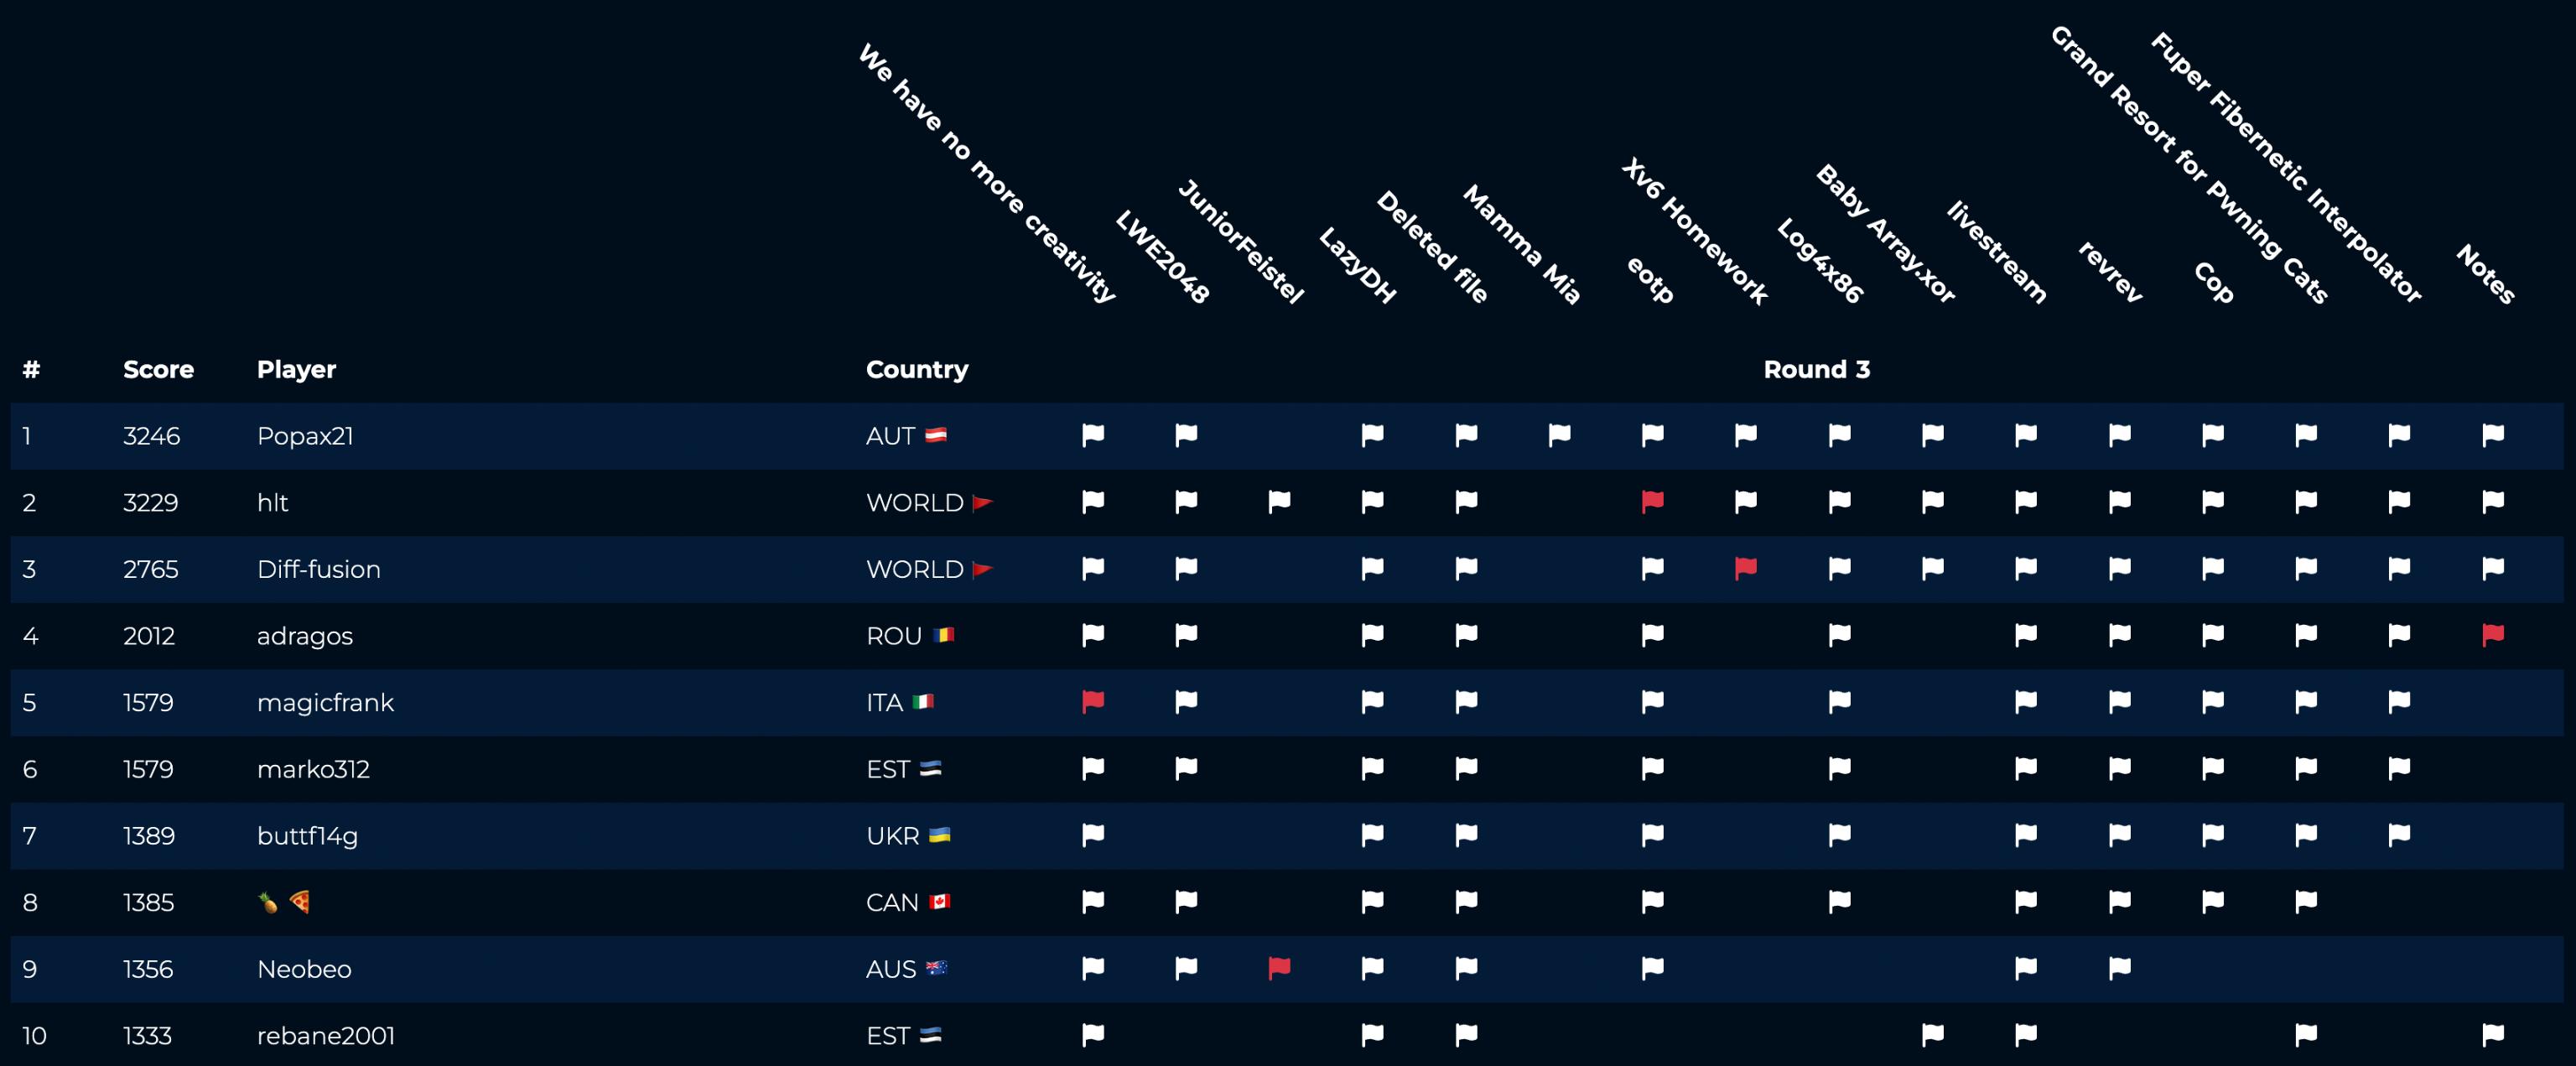 We have no more creativity
LWE2048
JuniorFeistel
LazyDH
Deleted file
Mamma Mia
eotp
Xv6 Homework
Log4x86
Baby Array.xor
livestream
revrev
Cop
Grand Resort for Pwning Cats
Fuper Fibernetic Interpolator
Notes
# Score Player Country Round 3
1 3246 Popax21 AUT
2 3229 hlt WORLD
3 2765 Diff-fusion WORLD
4 2012 adragos ROU
5 1579 magicfrank ITA
6 1579 marko312 EST
7 1389 buttf14g UKR
8 1385 🍍 🍕 CAN
9 1356 Neobeo AUS
10 1333 rebane2001 EST